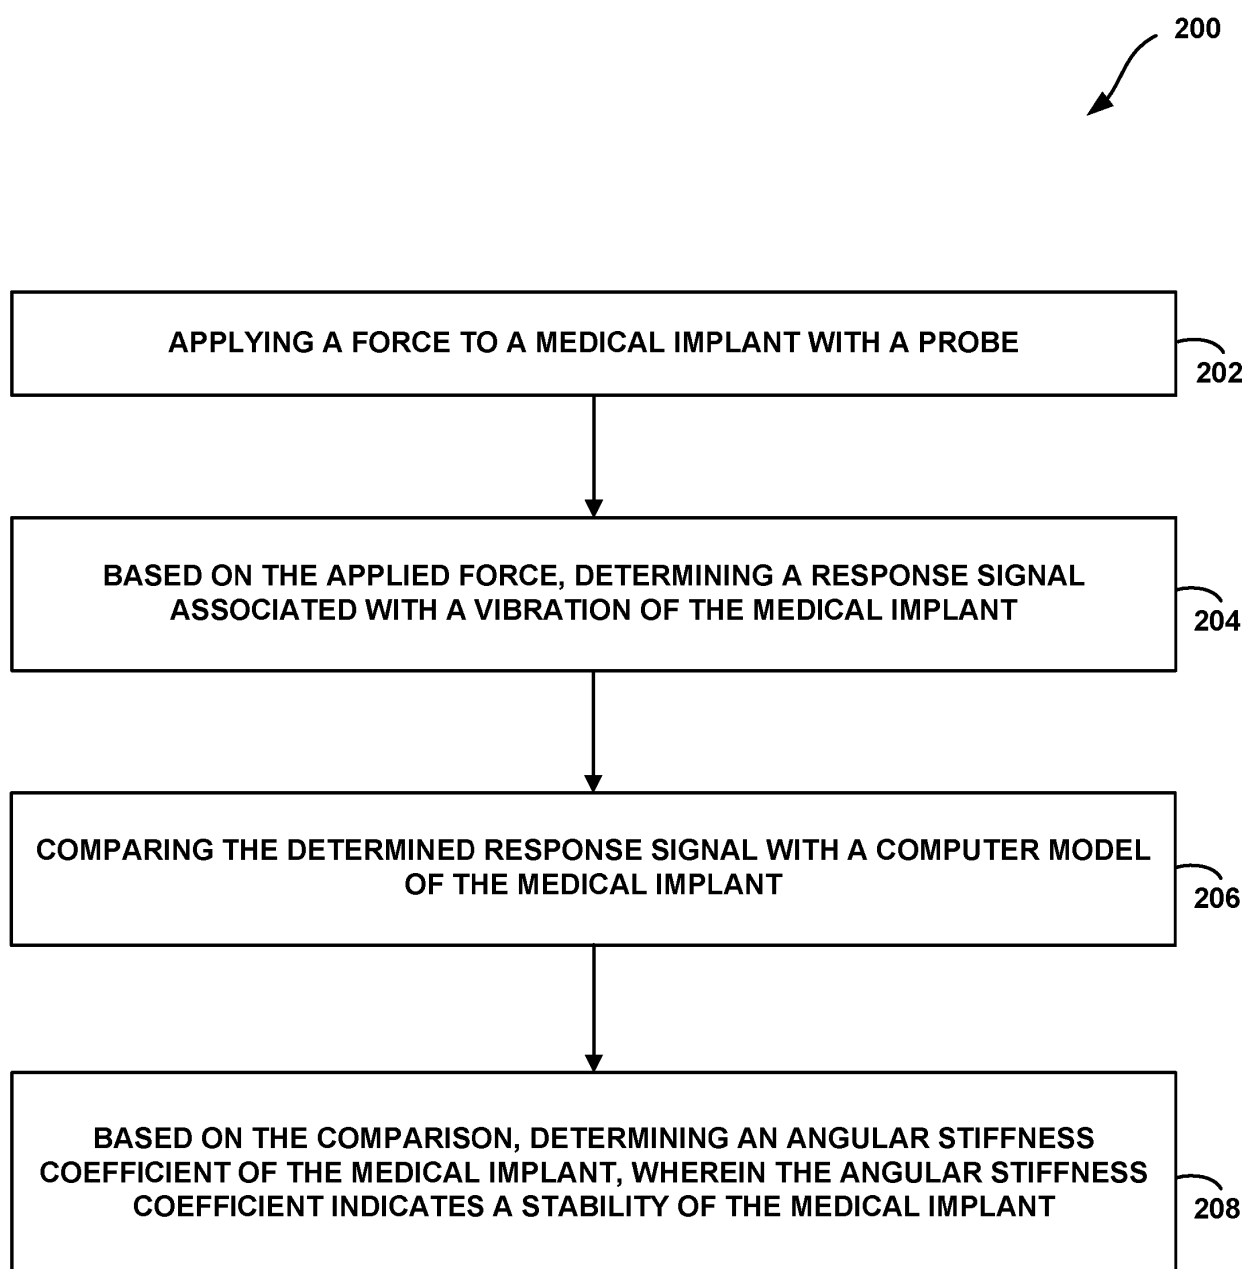 200
APPLYING A FORCE TO A MEDICAL IMPLANT WITH A PROBE
202
BASED ON THE APPLIED FORCE, DETERMINING A RESPONSE SIGNAL
ASSOCIATED WITH A VIBRATION OF THE MEDICAL IMPLANT
204
COMPARING THE DETERMINED RESPONSE SIGNAL WITH A COMPUTER MODEL
OF THE MEDICAL IMPLANT
206
BASED ON THE COMPARISON, DETERMINING AN ANGULAR STIFFNESS
COEFFICIENT OF THE MEDICAL IMPLANT, WHEREIN THE ANGULAR STIFFNESS
COEFFICIENT INDICATES A STABILITY OF THE MEDICAL IMPLANT
208